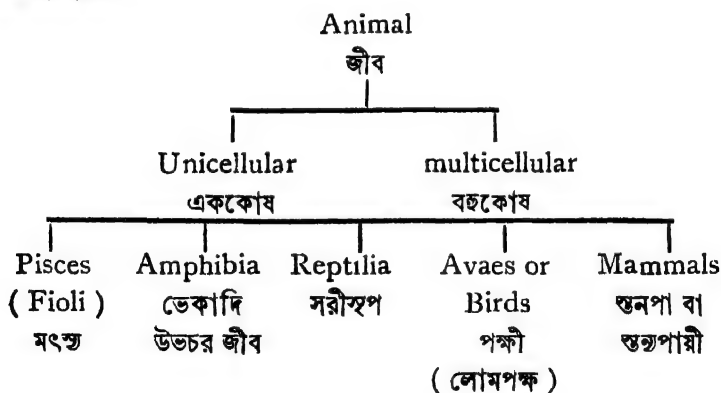 Animal
জীব
Unicellular multicellular
এককোষ বহুকোষ
Pisces Amphibia Reptilia Avaes or Mammals
( Fioli ) ভেকাদি সরীসৃপ Birds স্তনপা বা
মৎস্য উভচর জীব পক্ষী স্তন্যপায়ী
( লোমপক্ষ )